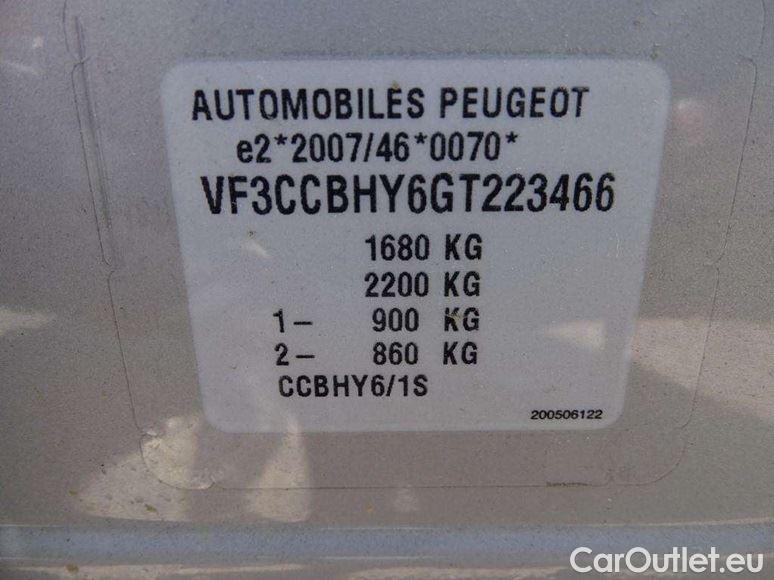 AUTOMOBILES PEUGEOT
e2*2007/46*0070*
VF3CCBHY6GT223466
1680 KG
2200 KG
1– 900 KG
2– 860 KG
CCBHY6/1S
200506122
CarOutlet.eu